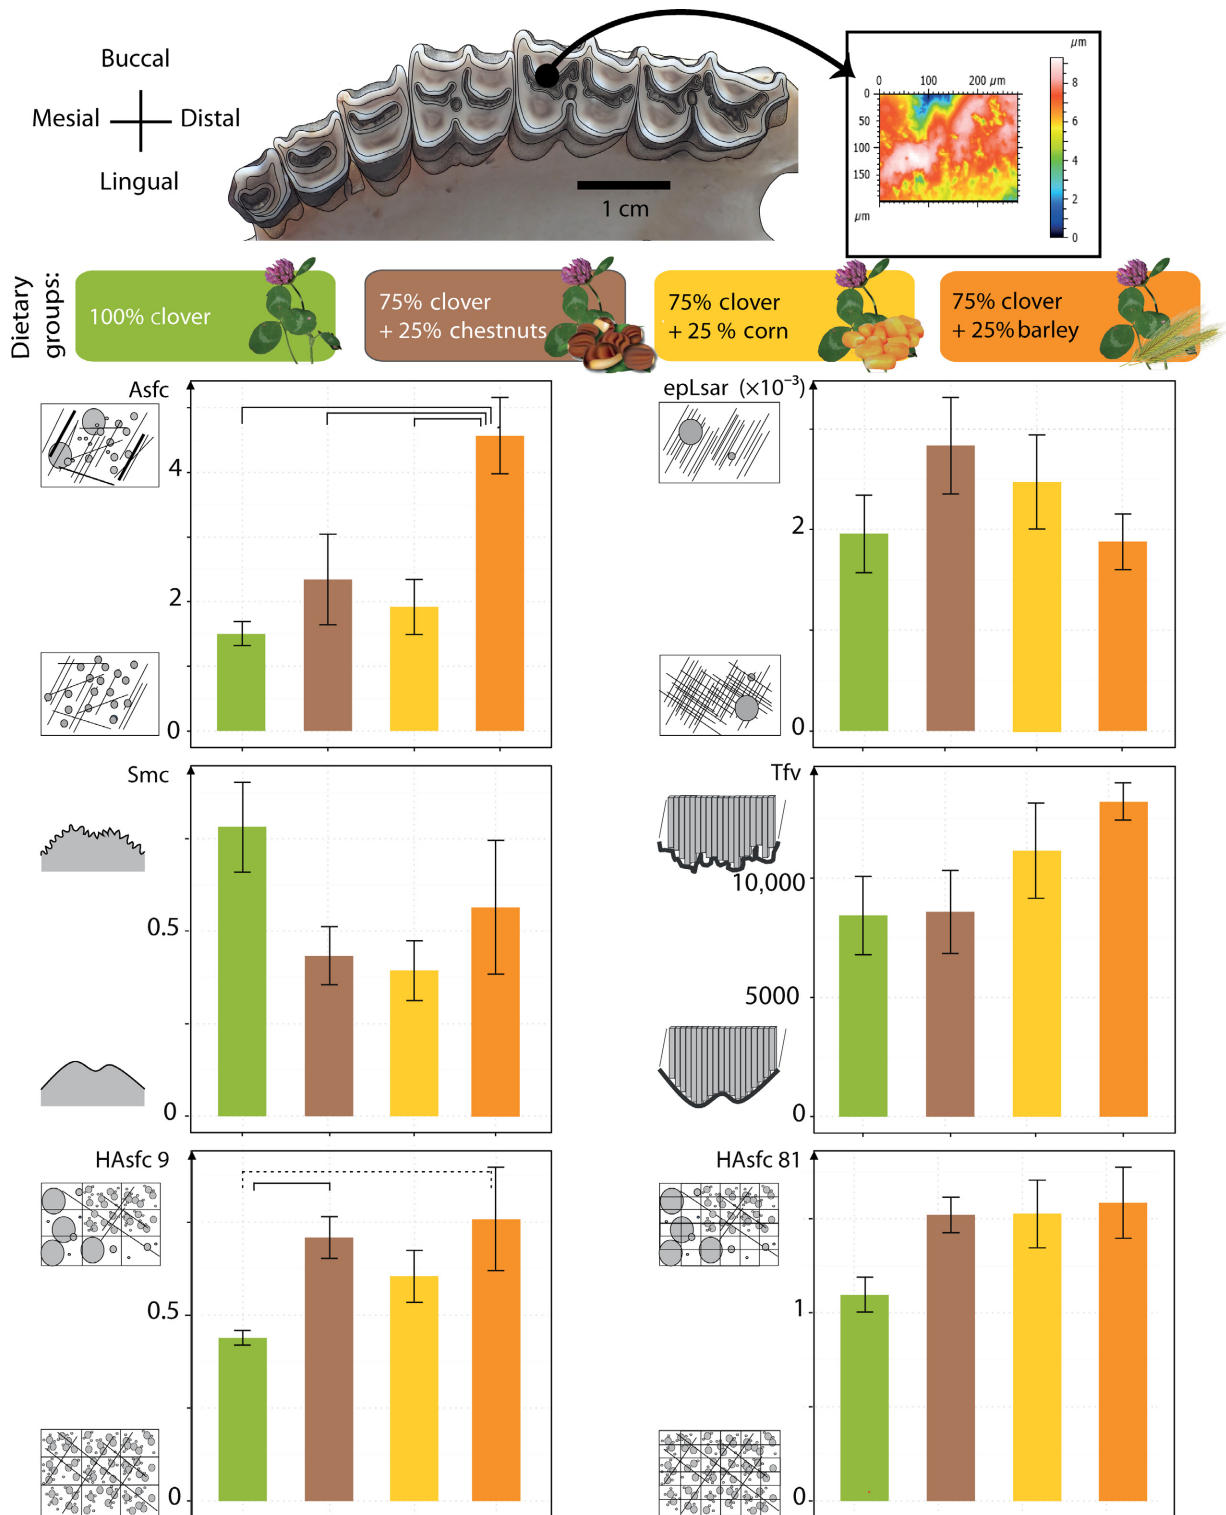 Buccal
Mesial
Distal
Lingual
1 cm
µm
0 100 200 µm
0
50
100
150
µm
8
6
4
2
0
Dietary groups:
100% clover
75% clover
+ 25% chestnuts
75% clover
+ 25 % corn
75% clover
+ 25% barley
Asfc
4
2
0
epLsar (×10⁻³)
2
0
Smc
0.5
0
Tfv
10,000
5000
0
HAsfc 9
0.5
0
HAsfc 81
1
0